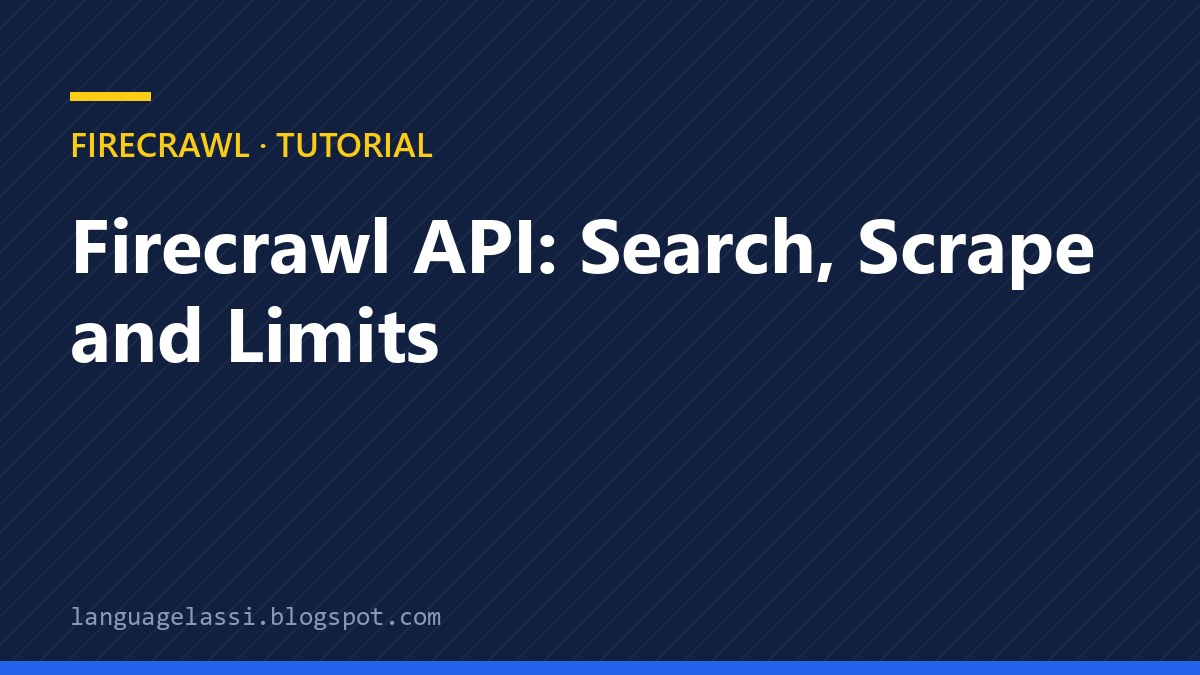 FIRECRAWL · TUTORIAL
Firecrawl API: Search, Scrape
and Limits
languagelassi.blogspot.com